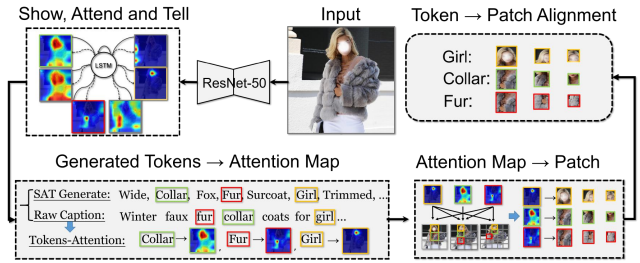 Show, Attend and Tell
Input
Token → Patch Alignment
LSTM
ResNet-50
Girl:
Collar:
Fur:
Generated Tokens → Attention Map
Attention Map → Patch
SAT Generate: Wide, Collar, Fox, Fur, Surcoat, Girl, Trimmed, ...
Raw Caption: Winter faux fur collar coats for girl ...
Tokens-Attention: Collar → , Fur → , Girl →